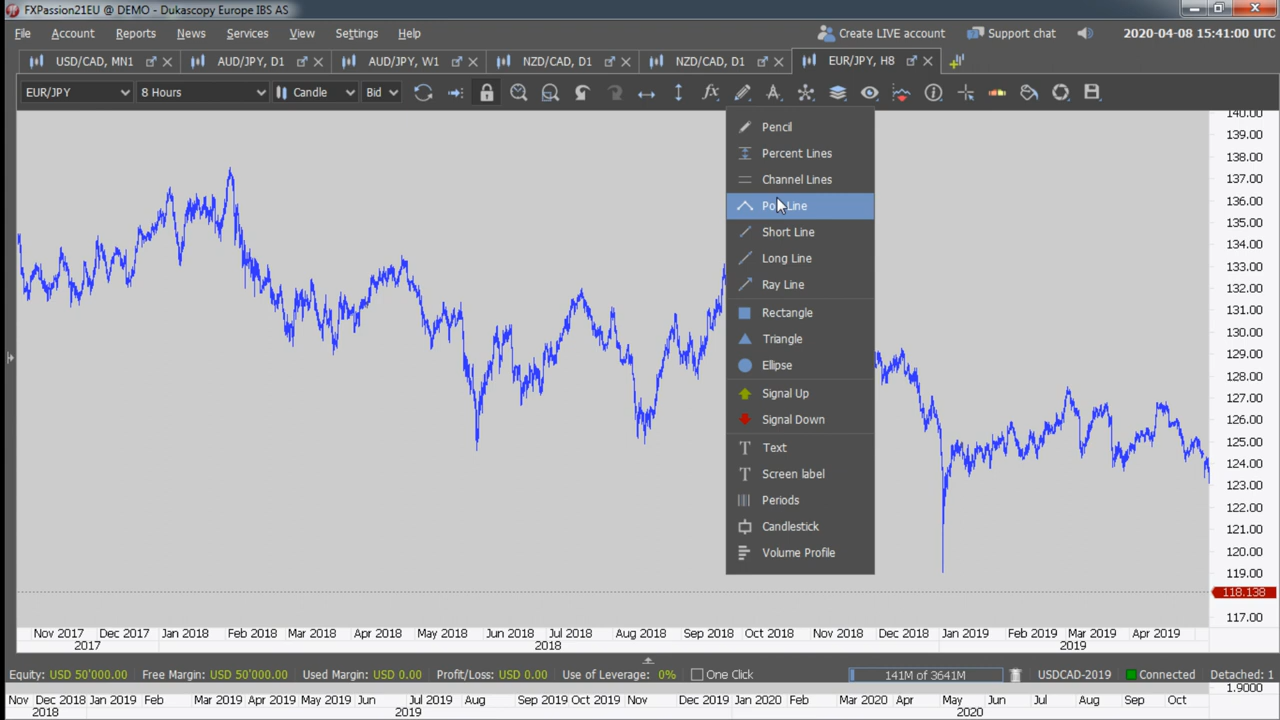 FXPassion21EU @ DEMO - Dukascopy Europe IBS AS
File Account Reports News Services View Settings Help Create LIVE account Support chat 2020-04-08 15:41:00 UTC
USD/CAD, MN1 AUD/JPY, D1 AUD/JPY, W1 NZD/CAD, D1 NZD/CAD, D1 EUR/JPY, H8
EUR/JPY 8 Hours Candle Bid
Pencil
Percent Lines
Channel Lines
Short Line
Long Line
Ray Line
Rectangle
Triangle
Ellipse
Signal Up
Signal Down
Text
Screen label
Periods
Candlestick
Volume Profile
140.00
139.00
138.00
137.00
136.00
135.00
134.00
133.00
132.00
131.00
130.00
129.00
128.00
127.00
126.00
125.00
124.00
123.00
122.00
121.00
120.00
119.00
118.138
117.00
Nov 2017 Dec 2017 Jan 2018 Feb 2018 Mar 2018 Apr 2018 May 2018 Jun 2018 Jul 2018 Aug 2018 Sep 2018 Oct 2018 Nov 2018 Dec 2018 Jan 2019 Feb 2019 Mar 2019 Apr 2019
2017 2018 2019
Equity: USD 50'000.00 Free Margin: USD 50'000.00 Used Margin: USD 0.00 Profit/Loss: USD 0.00 Use of Leverage: 0% One Click 141M of 3641M USDCAD-2019 Connected Detached: 1
1.9000
Nov Dec 2018 Jan 2019 Feb Mar 2019 Apr 2019 May 2019 Jun Jul 2019 Aug Sep 2019 Oct 2019 Nov Dec 2019 Jan 2020 Feb Mar 2020 Apr May Jun Jul Aug Sep Oct
2018 2019 2020